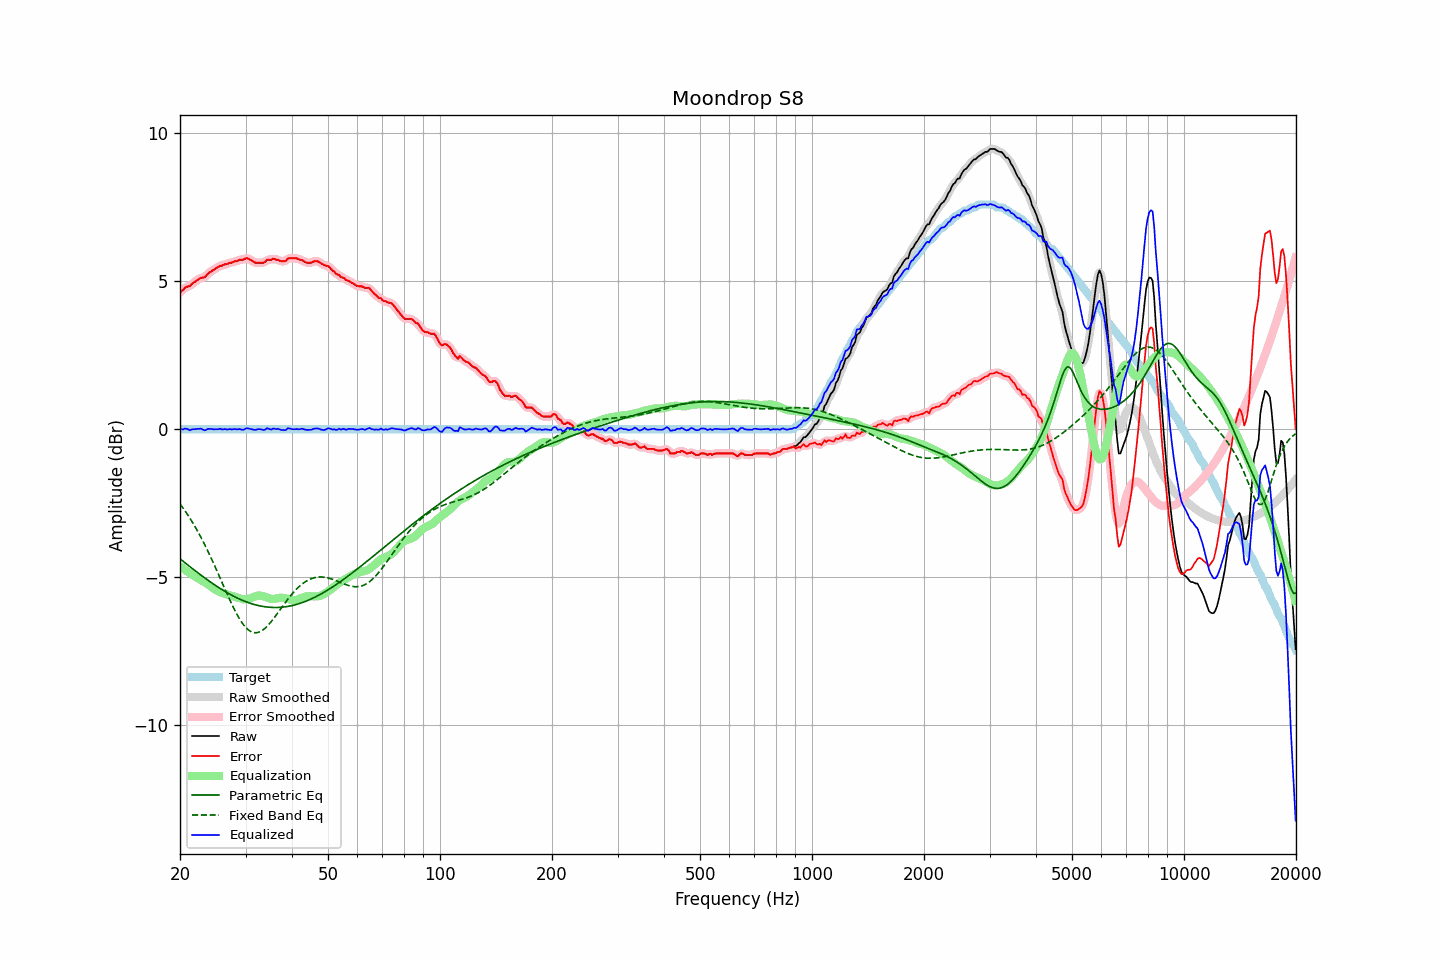 Moondrop S8
Amplitude (dBr)
10
5
0
−5
−10
Target
Raw Smoothed
Error Smoothed
Raw
Error
Equalization
Parametric Eq
Fixed Band Eq
Equalized
20 50 100 200 500 1000 2000 5000 10000 20000
Frequency (Hz)